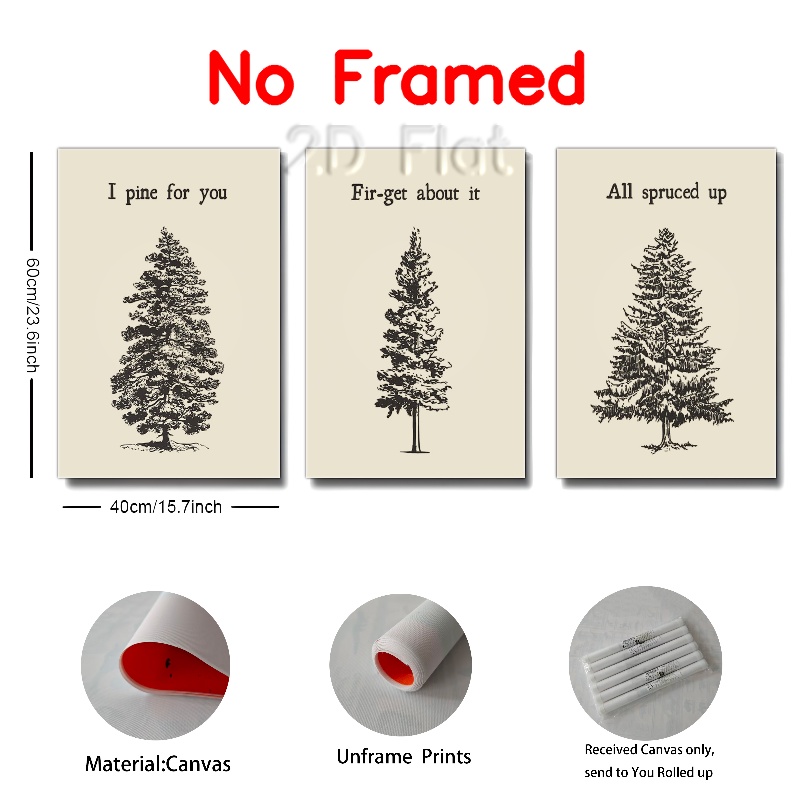 No Framed
2D Flat
I pine for you
Fir-get about it
All spruced up
60cm/23.6inch
40cm/15.7inch
Material:Canvas
Unframe Prints
Received Canvas only,
send to You Rolled up